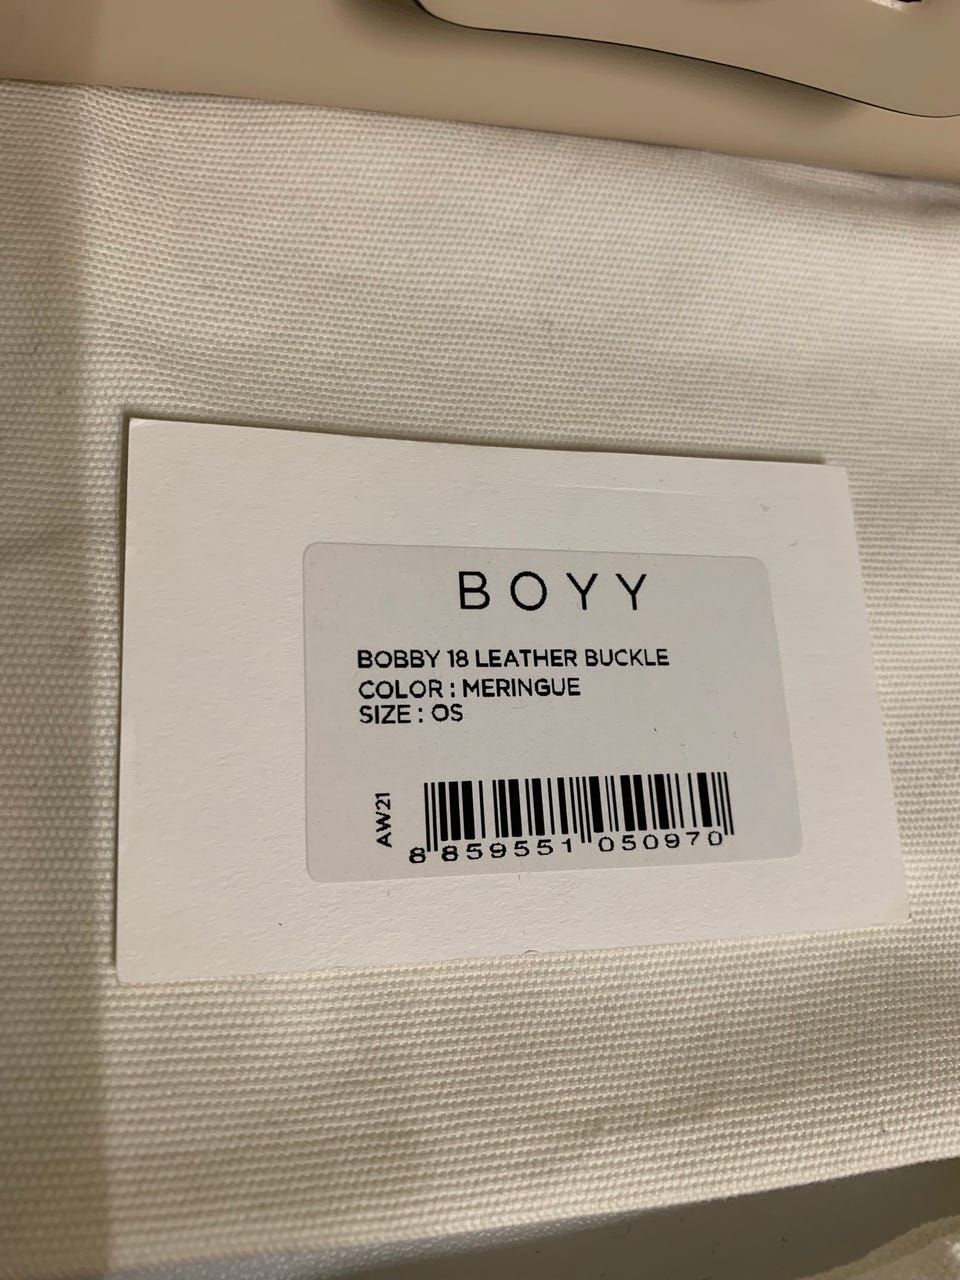 BOYY
BOBBY 18 LEATHER BUCKLE
COLOR : MERINGUE
SIZE : OS
AW21
8 859551 050970